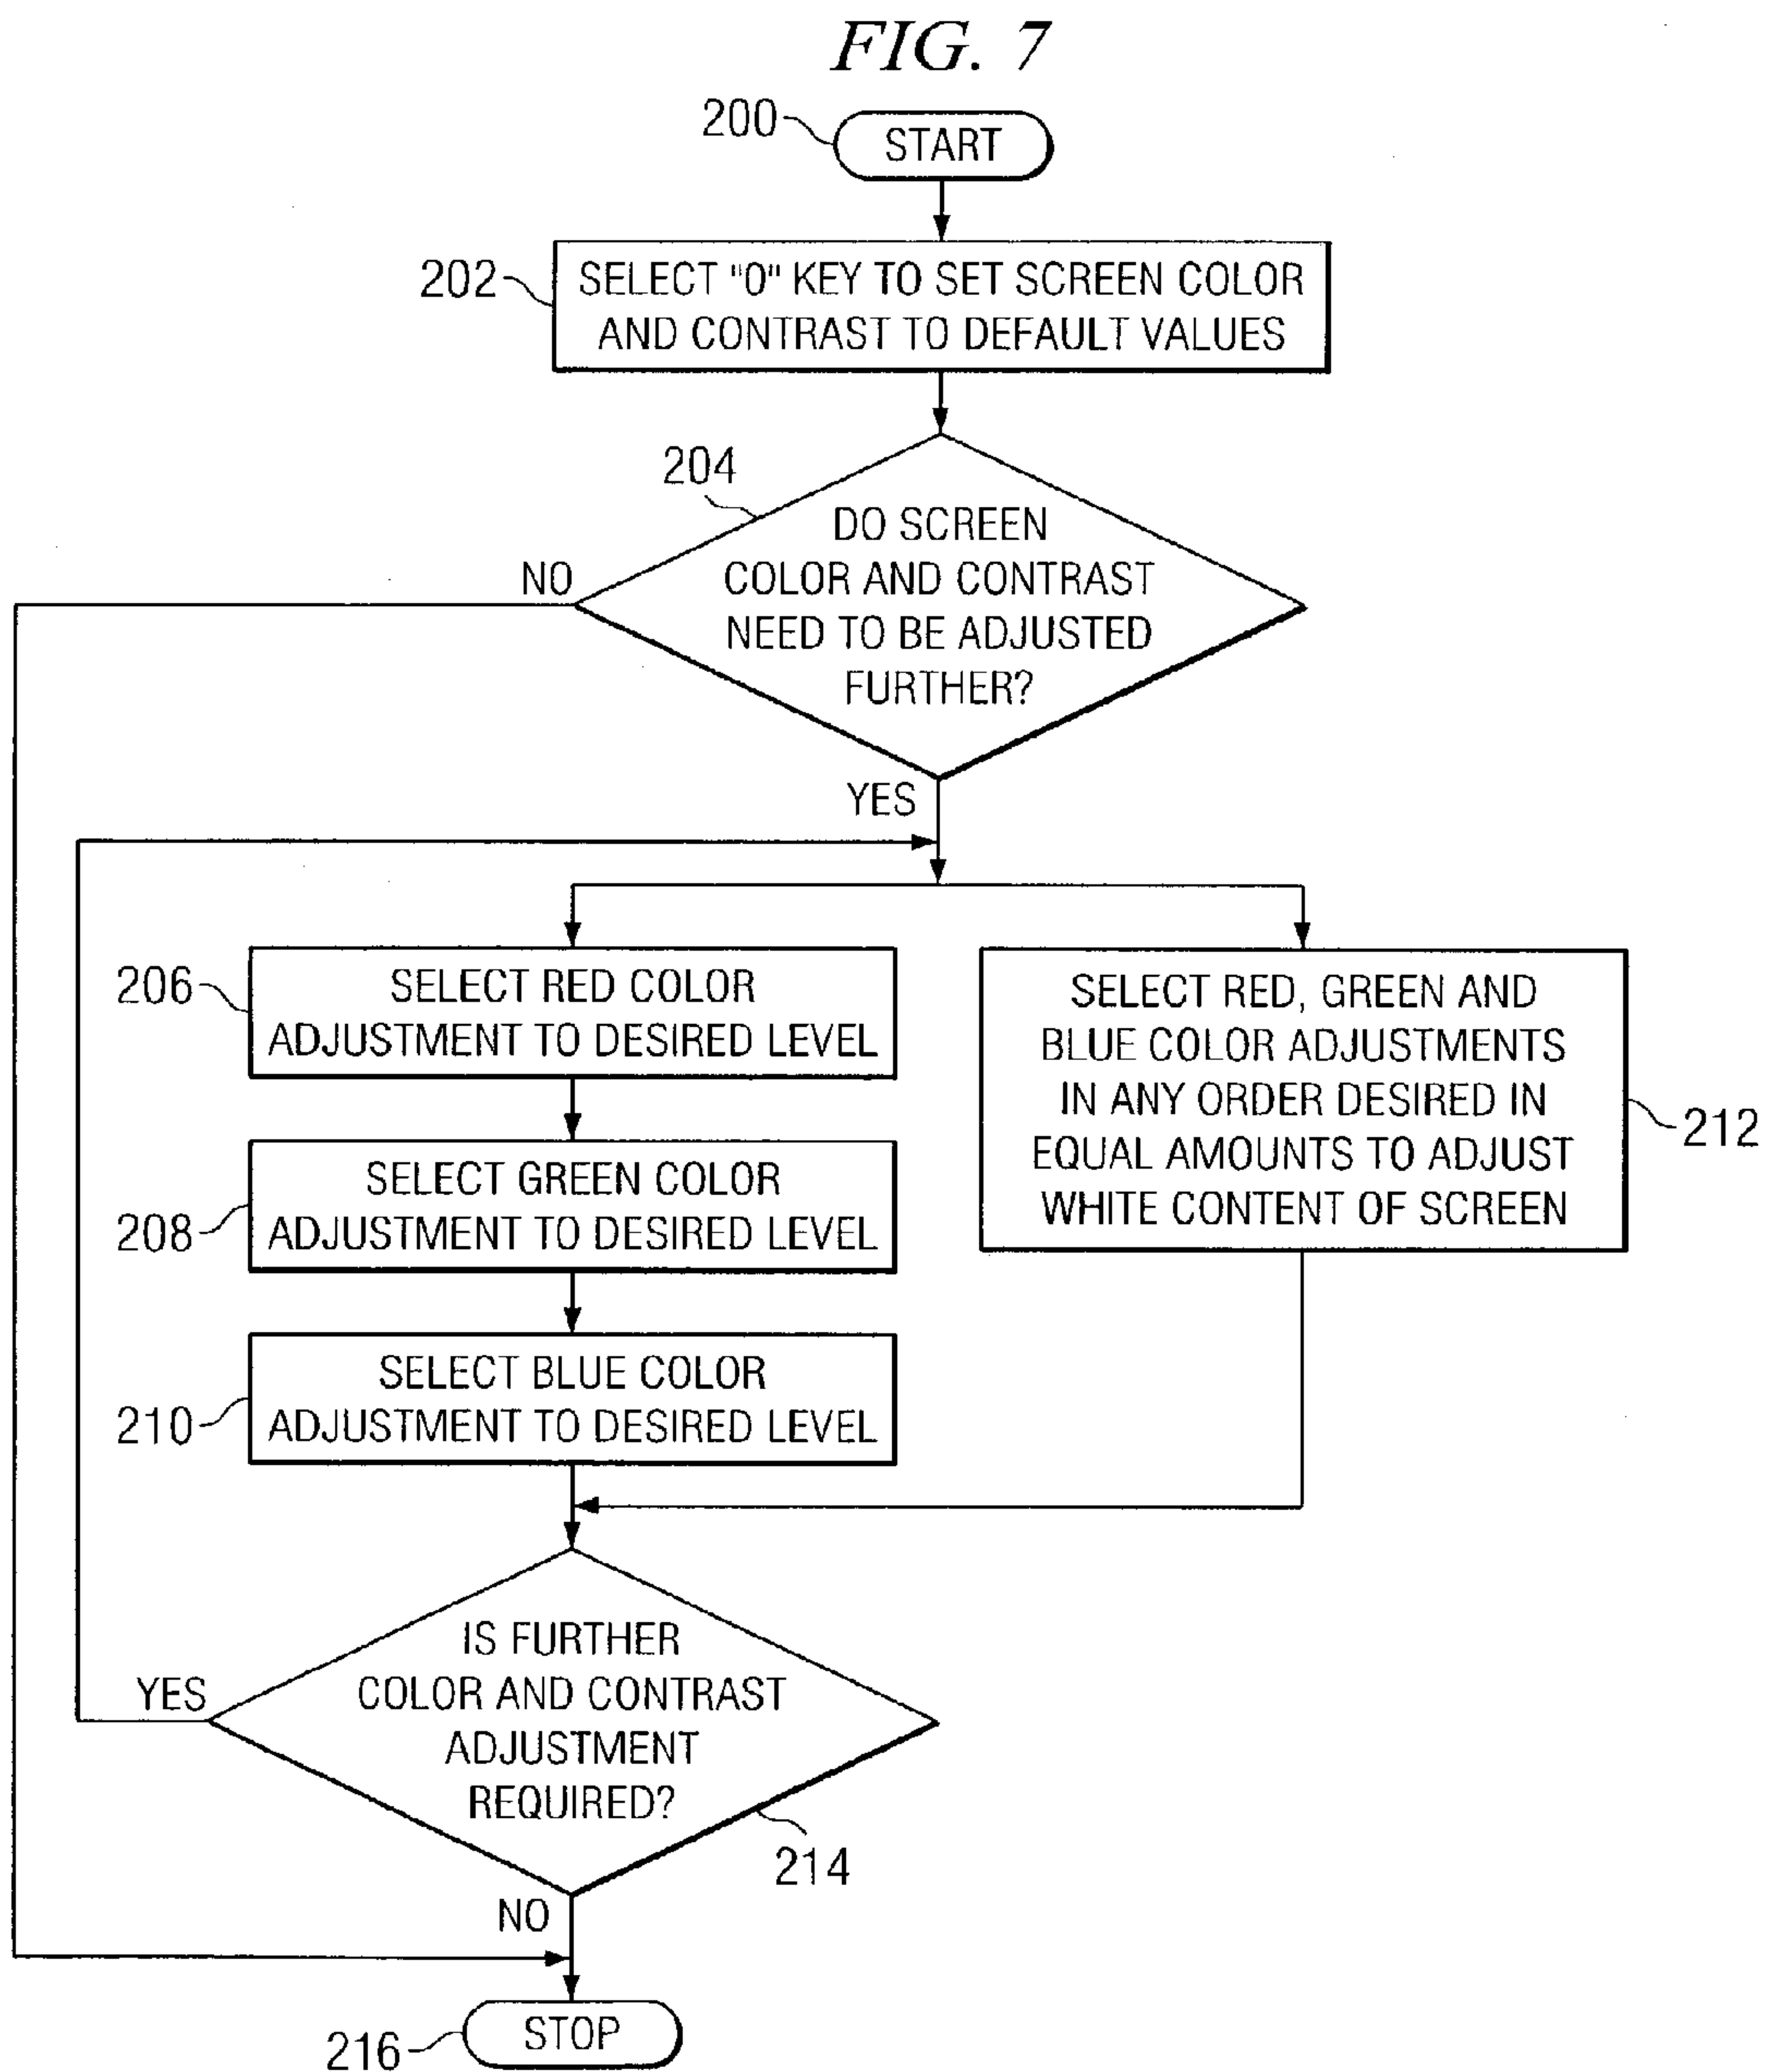 FIG. 7
200
START
202
SELECT "0" KEY TO SET SCREEN COLOR
AND CONTRAST TO DEFAULT VALUES
204
DO SCREEN
COLOR AND CONTRAST
NEED TO BE ADJUSTED
FURTHER?
NO
YES
206
SELECT RED COLOR
ADJUSTMENT TO DESIRED LEVEL
208
SELECT GREEN COLOR
ADJUSTMENT TO DESIRED LEVEL
210
SELECT BLUE COLOR
ADJUSTMENT TO DESIRED LEVEL
SELECT RED, GREEN AND
BLUE COLOR ADJUSTMENTS
IN ANY ORDER DESIRED IN
EQUAL AMOUNTS TO ADJUST
WHITE CONTENT OF SCREEN
212
IS FURTHER
COLOR AND CONTRAST
ADJUSTMENT
REQUIRED?
YES
214
NO
216
STOP